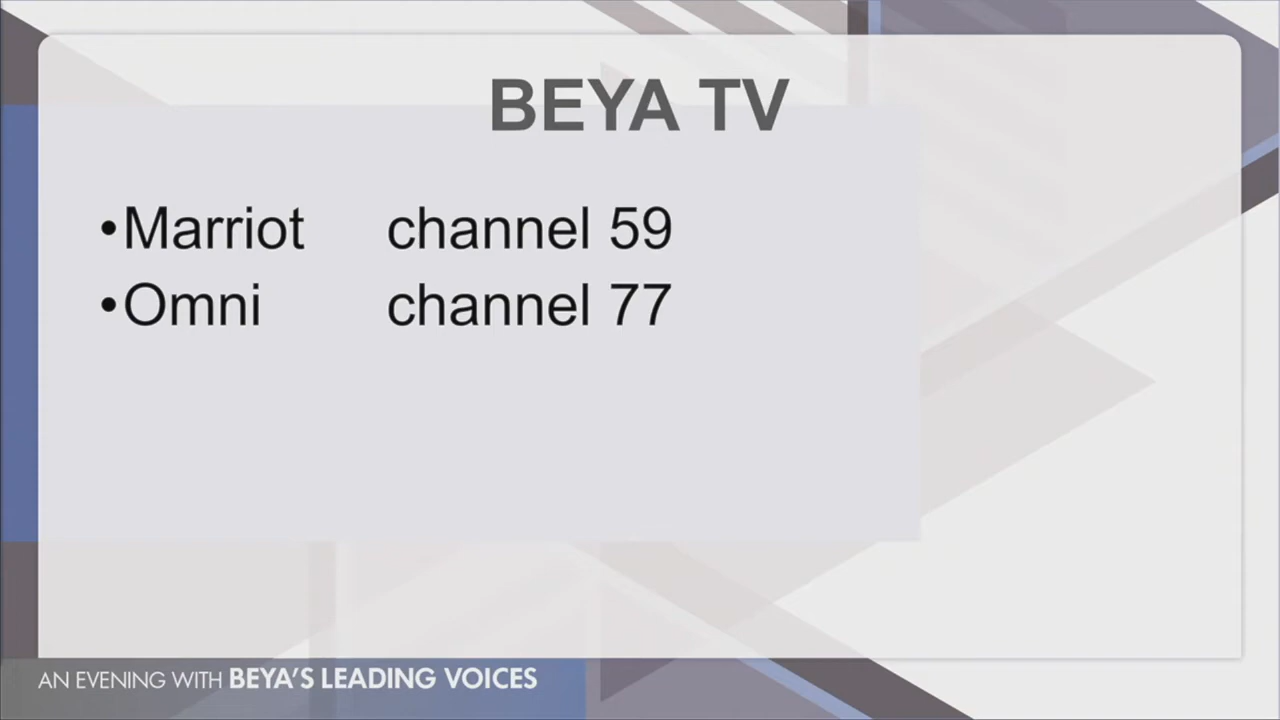 BEYA TV
•Marriot channel 59
•Omni channel 77
AN EVENING WITH BEYA'S LEADING VOICES